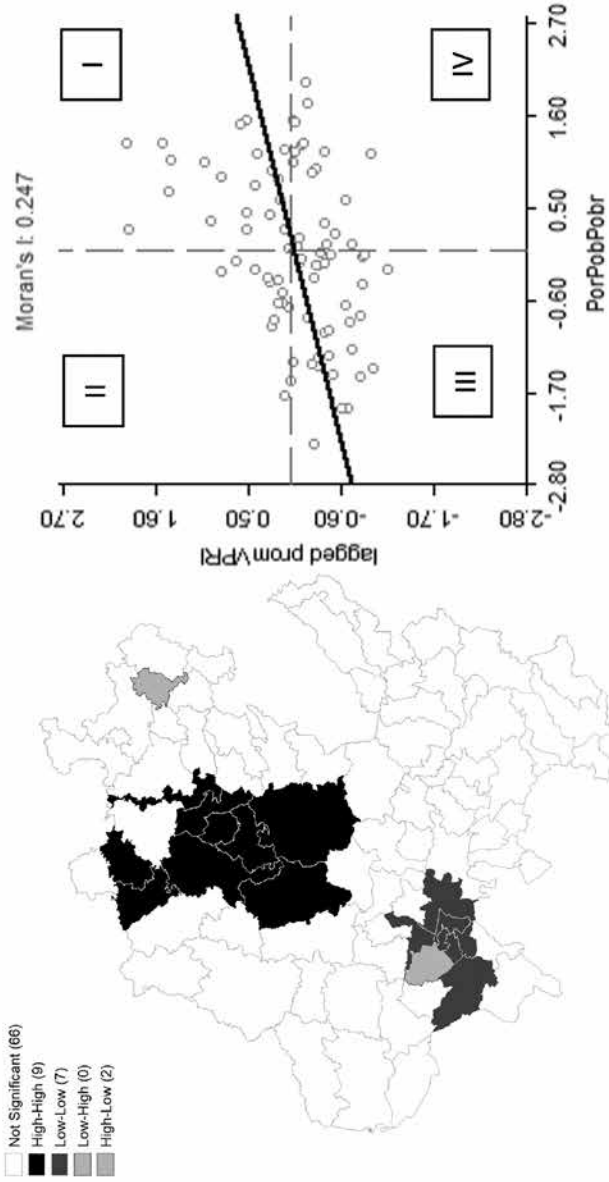 Not Significant (66)
High-High (9)
Low-Low (7)
Low-High (0)
High-Low (2)
Moran's I: 0.247
I
II
III
IV
2.70
1.60
0.50
-0.60
-1.70
-2.80
lagged promVPRI
-2.80
-1.70
-0.60
0.50
1.60
2.70
PorPobPobr